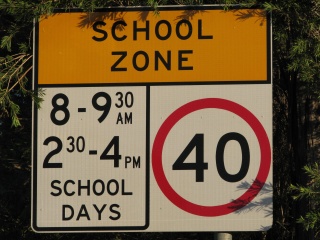 SCHOOL
ZONE
8-9 30 AM
2 30 -4 PM
SCHOOL
DAYS
40